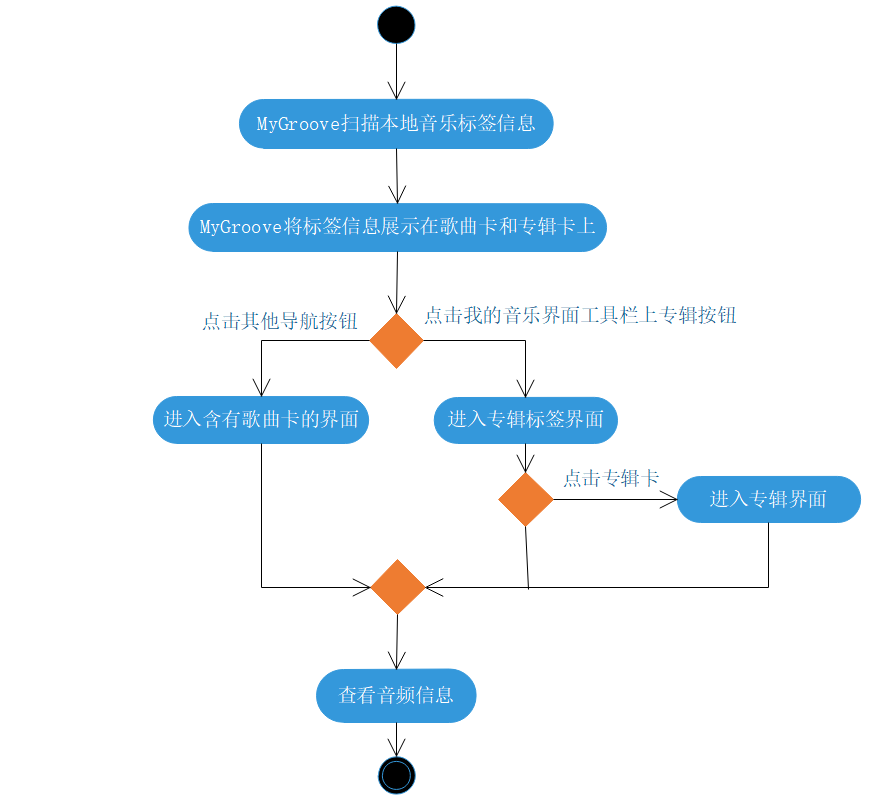 MyGroove扫描本地音乐标签信息
MyGroove将标签信息展示在歌曲卡和专辑卡上
点击其他导航按钮
点击我的音乐界面工具栏上专辑按钮
进入含有歌曲卡的界面
进入专辑标签界面
点击专辑卡
进入专辑界面
查看音频信息